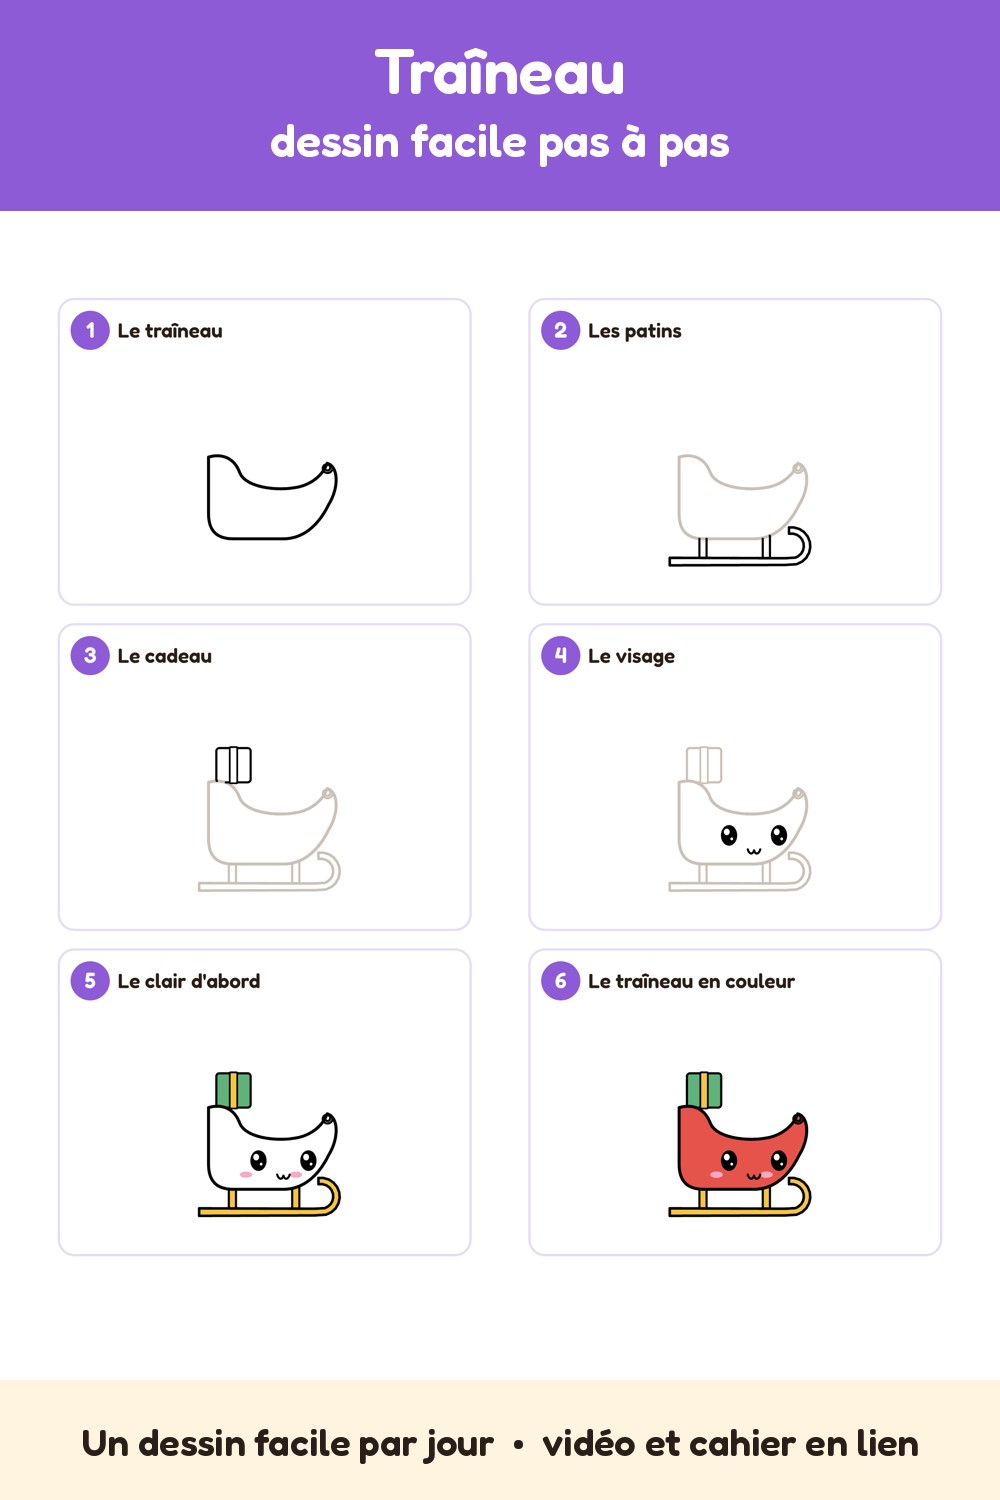 Traîneau
dessin facile pas à pas
1 Le traîneau
2 Les patins
3 Le cadeau
4 Le visage
5 Le clair d'abord
6 Le traîneau en couleur
Un dessin facile par jour • vidéo et cahier en lien